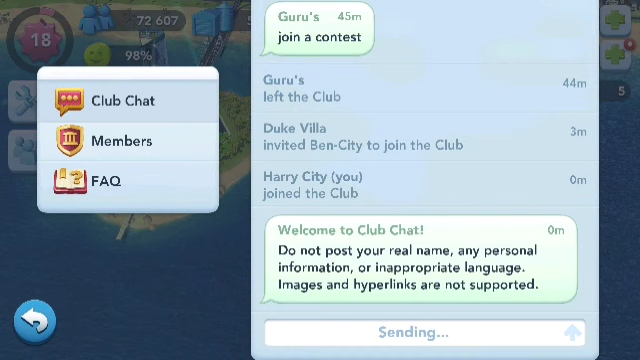 72 607
18
98%
Club Chat
Members
FAQ
Guru's 45m
join a contest
Guru's 44m
left the Club
Duke Villa 3m
invited Ben-City to join the Club
Harry City (you) 0m
joined the Club
Welcome to Club Chat! 0m
Do not post your real name, any personal
information, or inappropriate language.
Images and hyperlinks are not supported.
Sending...
5